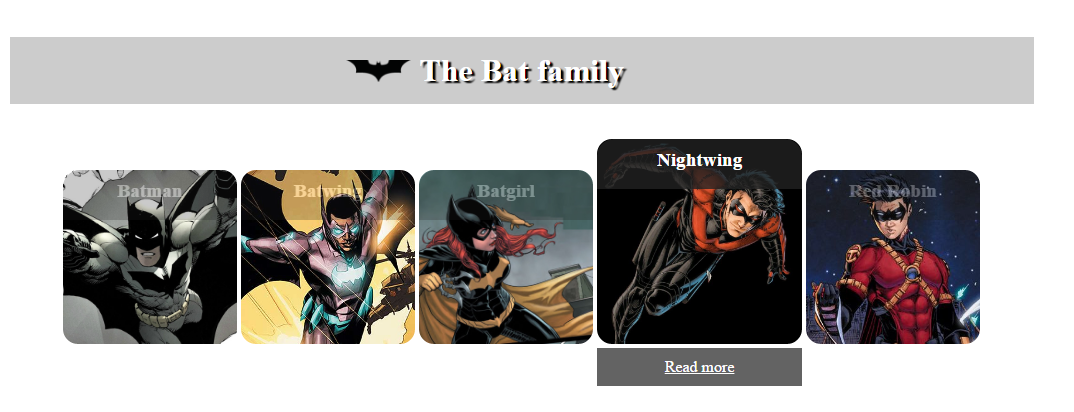 The Bat family
Batman
Batwing
Batgirl
Nightwing
Red Robin
Read more